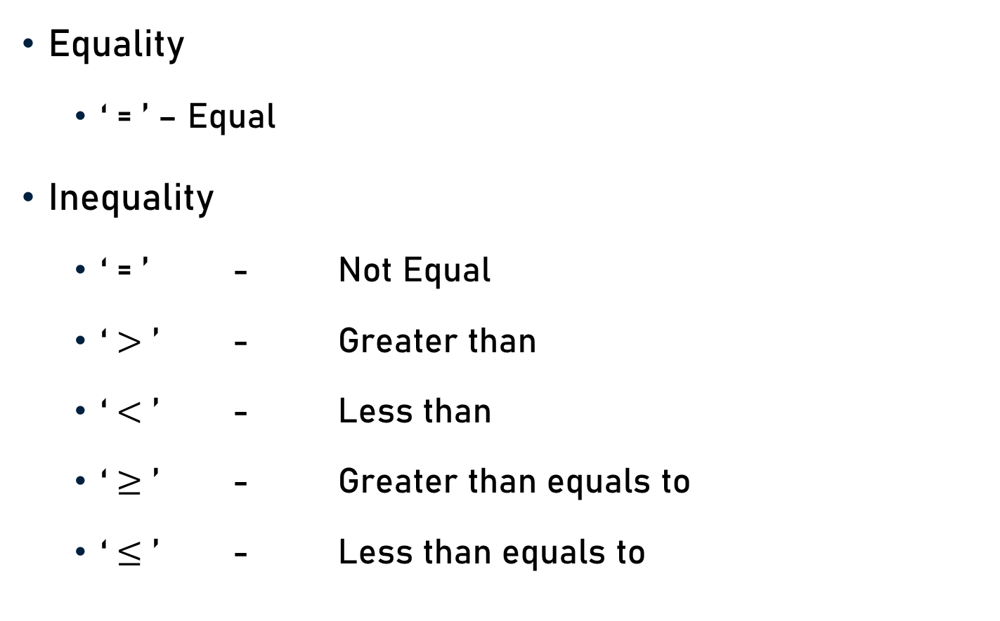 • Equality
• ‘ = ’ – Equal
• Inequality
• ‘ = ’ - Not Equal
• ‘ > ’ - Greater than
• ‘ < ’ - Less than
• ‘ ≥ ’ - Greater than equals to
• ‘ ≤ ’ - Less than equals to